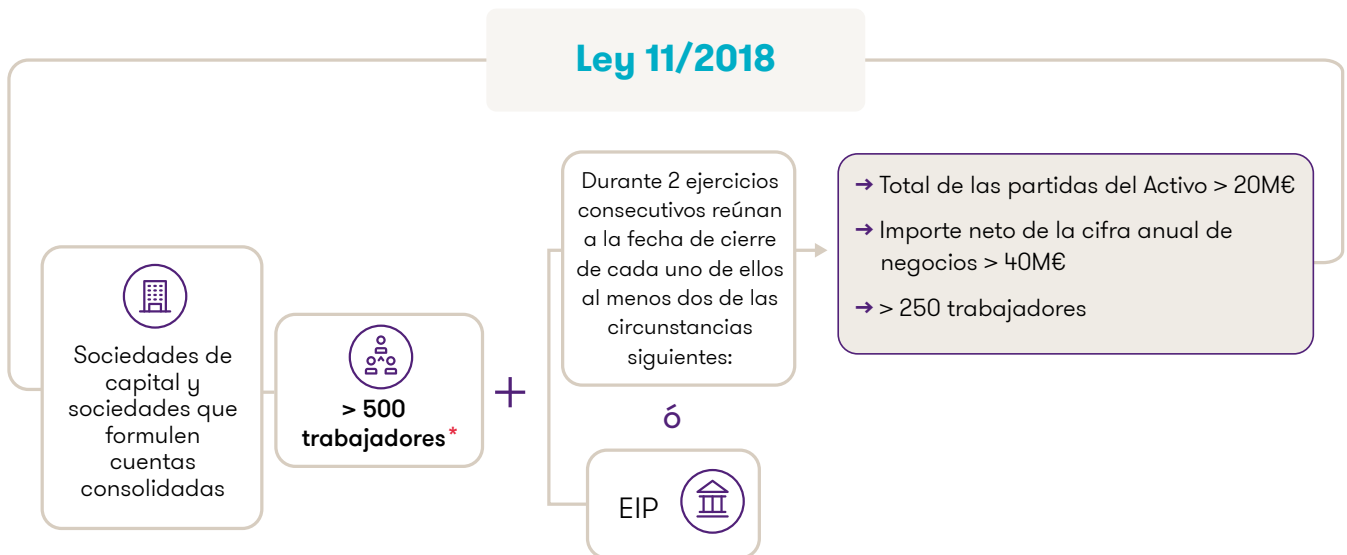 Ley 11/2018
Sociedades de
capital y
sociedades que
formulen
cuentas
consolidadas
> 500
trabajadores*
+
Durante 2 ejercicios
consecutivos reúnan
a la fecha de cierre
de cada uno de ellos
al menos dos de las
circunstancias
siguientes:
ó
EIP
→ Total de las partidas del Activo > 20M€
→ Importe neto de la cifra anual de
negocios > 40M€
→ > 250 trabajadores